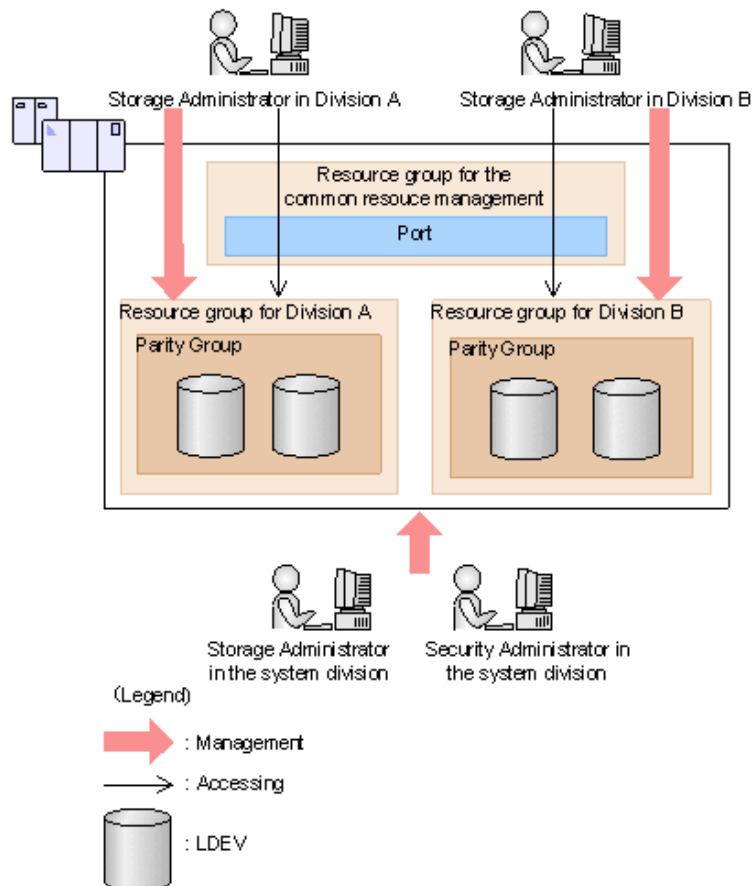 Storage Administrator in Division A
Storage Administrator in Division B
Resource group for the
common resouce management
Port
Resource group for Division A
Parity Group
Resource group for Division B
Parity Group
Storage Administrator
in the system division
Security Administrator in
the system division
(Legend)
: Management
: Accessing
: LDEV